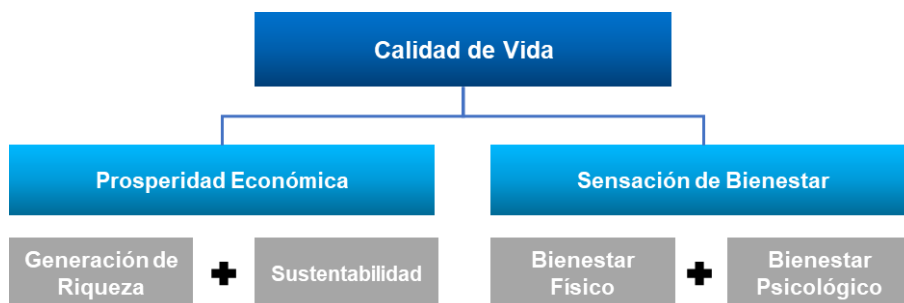 Calidad de Vida
Prosperidad Económica
Sensación de Bienestar
Generación de
Riqueza
Sustentabilidad
Bienestar
Físico
Bienestar
Psicológico